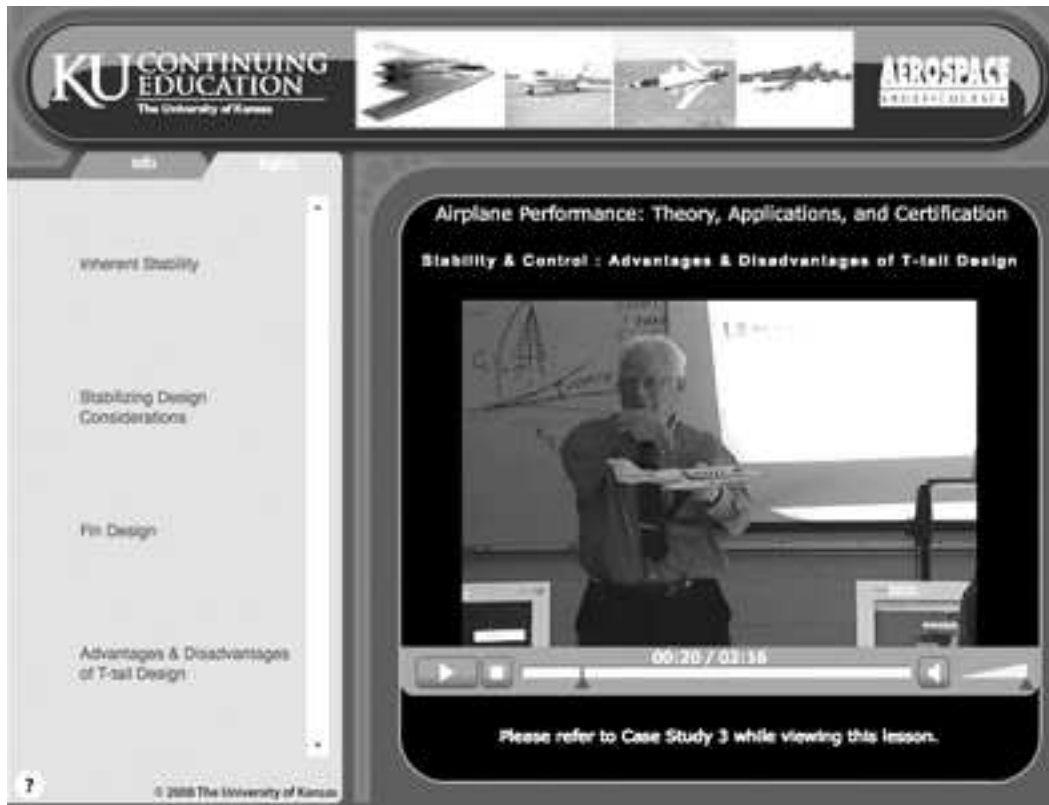 KU CONTINUING
EDUCATION
The University of Kansas
AEROSPACE
Info
Airplane Performance: Theory, Applications, and Certification
Stability & Control : Advantages & Disadvantages of T-tail Design
Inherent Stability
Stabilizing Design
Considerations
Fin Design
Advantages & Disadvantages
of T-tail Design
00:20 / 02:16
Please refer to Case Study 3 while viewing this lesson.
?
© 2008 The University of Kansas